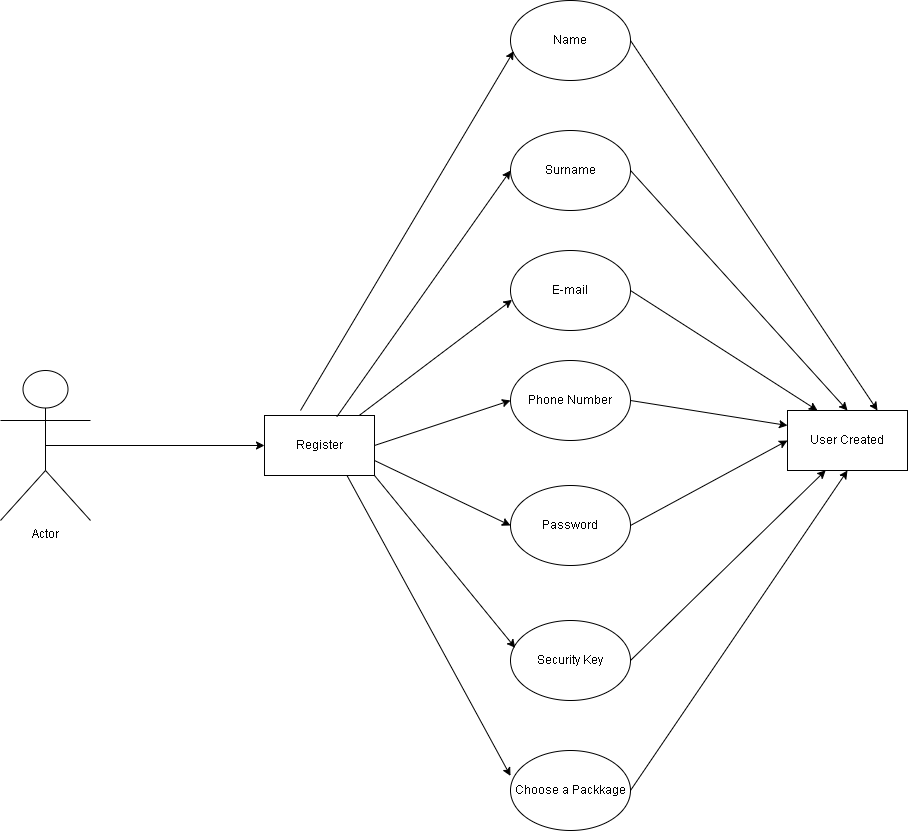 Name
Surname
E-mail
Phone Number
User Created
Register
Password
Actor
Security Key
Choose a Packkage